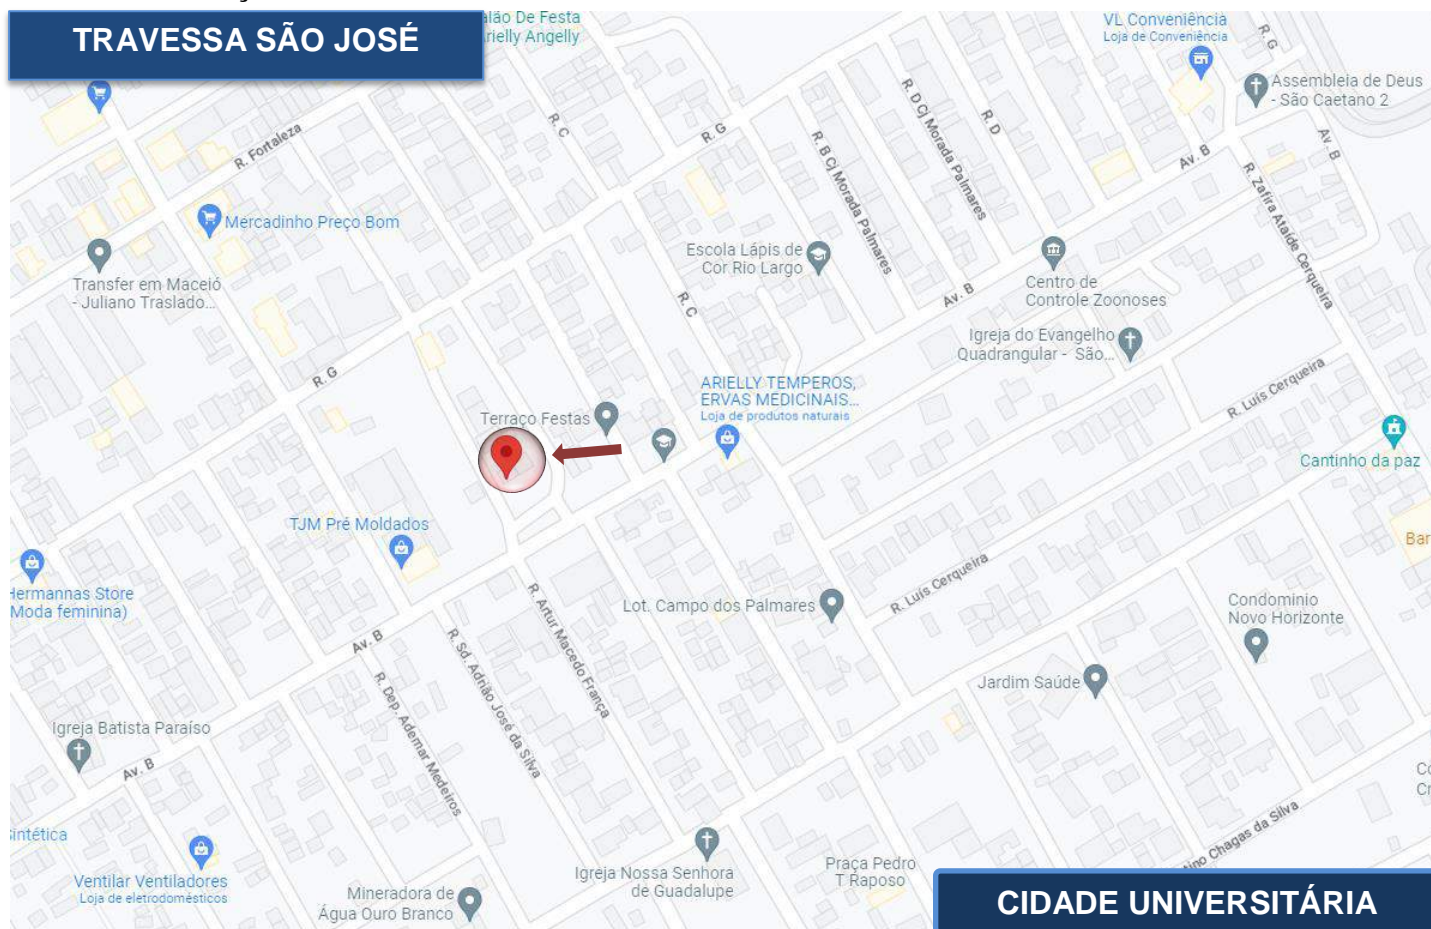 TRAVESSA SÃO JOSÉ
alão De Festa
rielly Angelly
VL Conveniência
Loja de Conveniência
R. G
Assembleia de Deus
- São Caetano 2
R. Fortaleza
R. C
R. G
R. B Cj Morada Palmares
R. D Cj Morada Palmares
R. D
Av. B
Av. B
R. Zafira Ataíde Cerqueira
Mercadinho Preço Bom
Transfer em Maceió
- Juliano Traslado...
Escola Lápis de
Cor Rio Largo
R. C
Av. B
Centro de
Controle Zoonoses
Igreja do Evangelho
Quadrangular - São...
R. G
ARIELLY TEMPEROS,
ERVAS MEDICINAIS...
Loja de produtos naturais
Terraço Festas
R. Luís Cerqueira
Cantinho da paz
TJM Pré Moldados
Bar
Hermannas Store
(Moda feminina)
R. Luís Cerqueira
Lot. Campo dos Palmares
Condominio
Novo Horizonte
Av. B
R. Artur Macedo França
R. Sd. Adrião José da Silva
R. Dep. Ademar Medeiros
Jardim Saúde
Igreja Batista Paraíso
Av. B
Co
Cr
Sintética
tino Chagas da Silva
Ventilar Ventiladores
Loja de eletrodomésticos
Mineradora de
Água Ouro Branco
Igreja Nossa Senhora
de Guadalupe
Praça Pedro
T Raposo
CIDADE UNIVERSITÁRIA